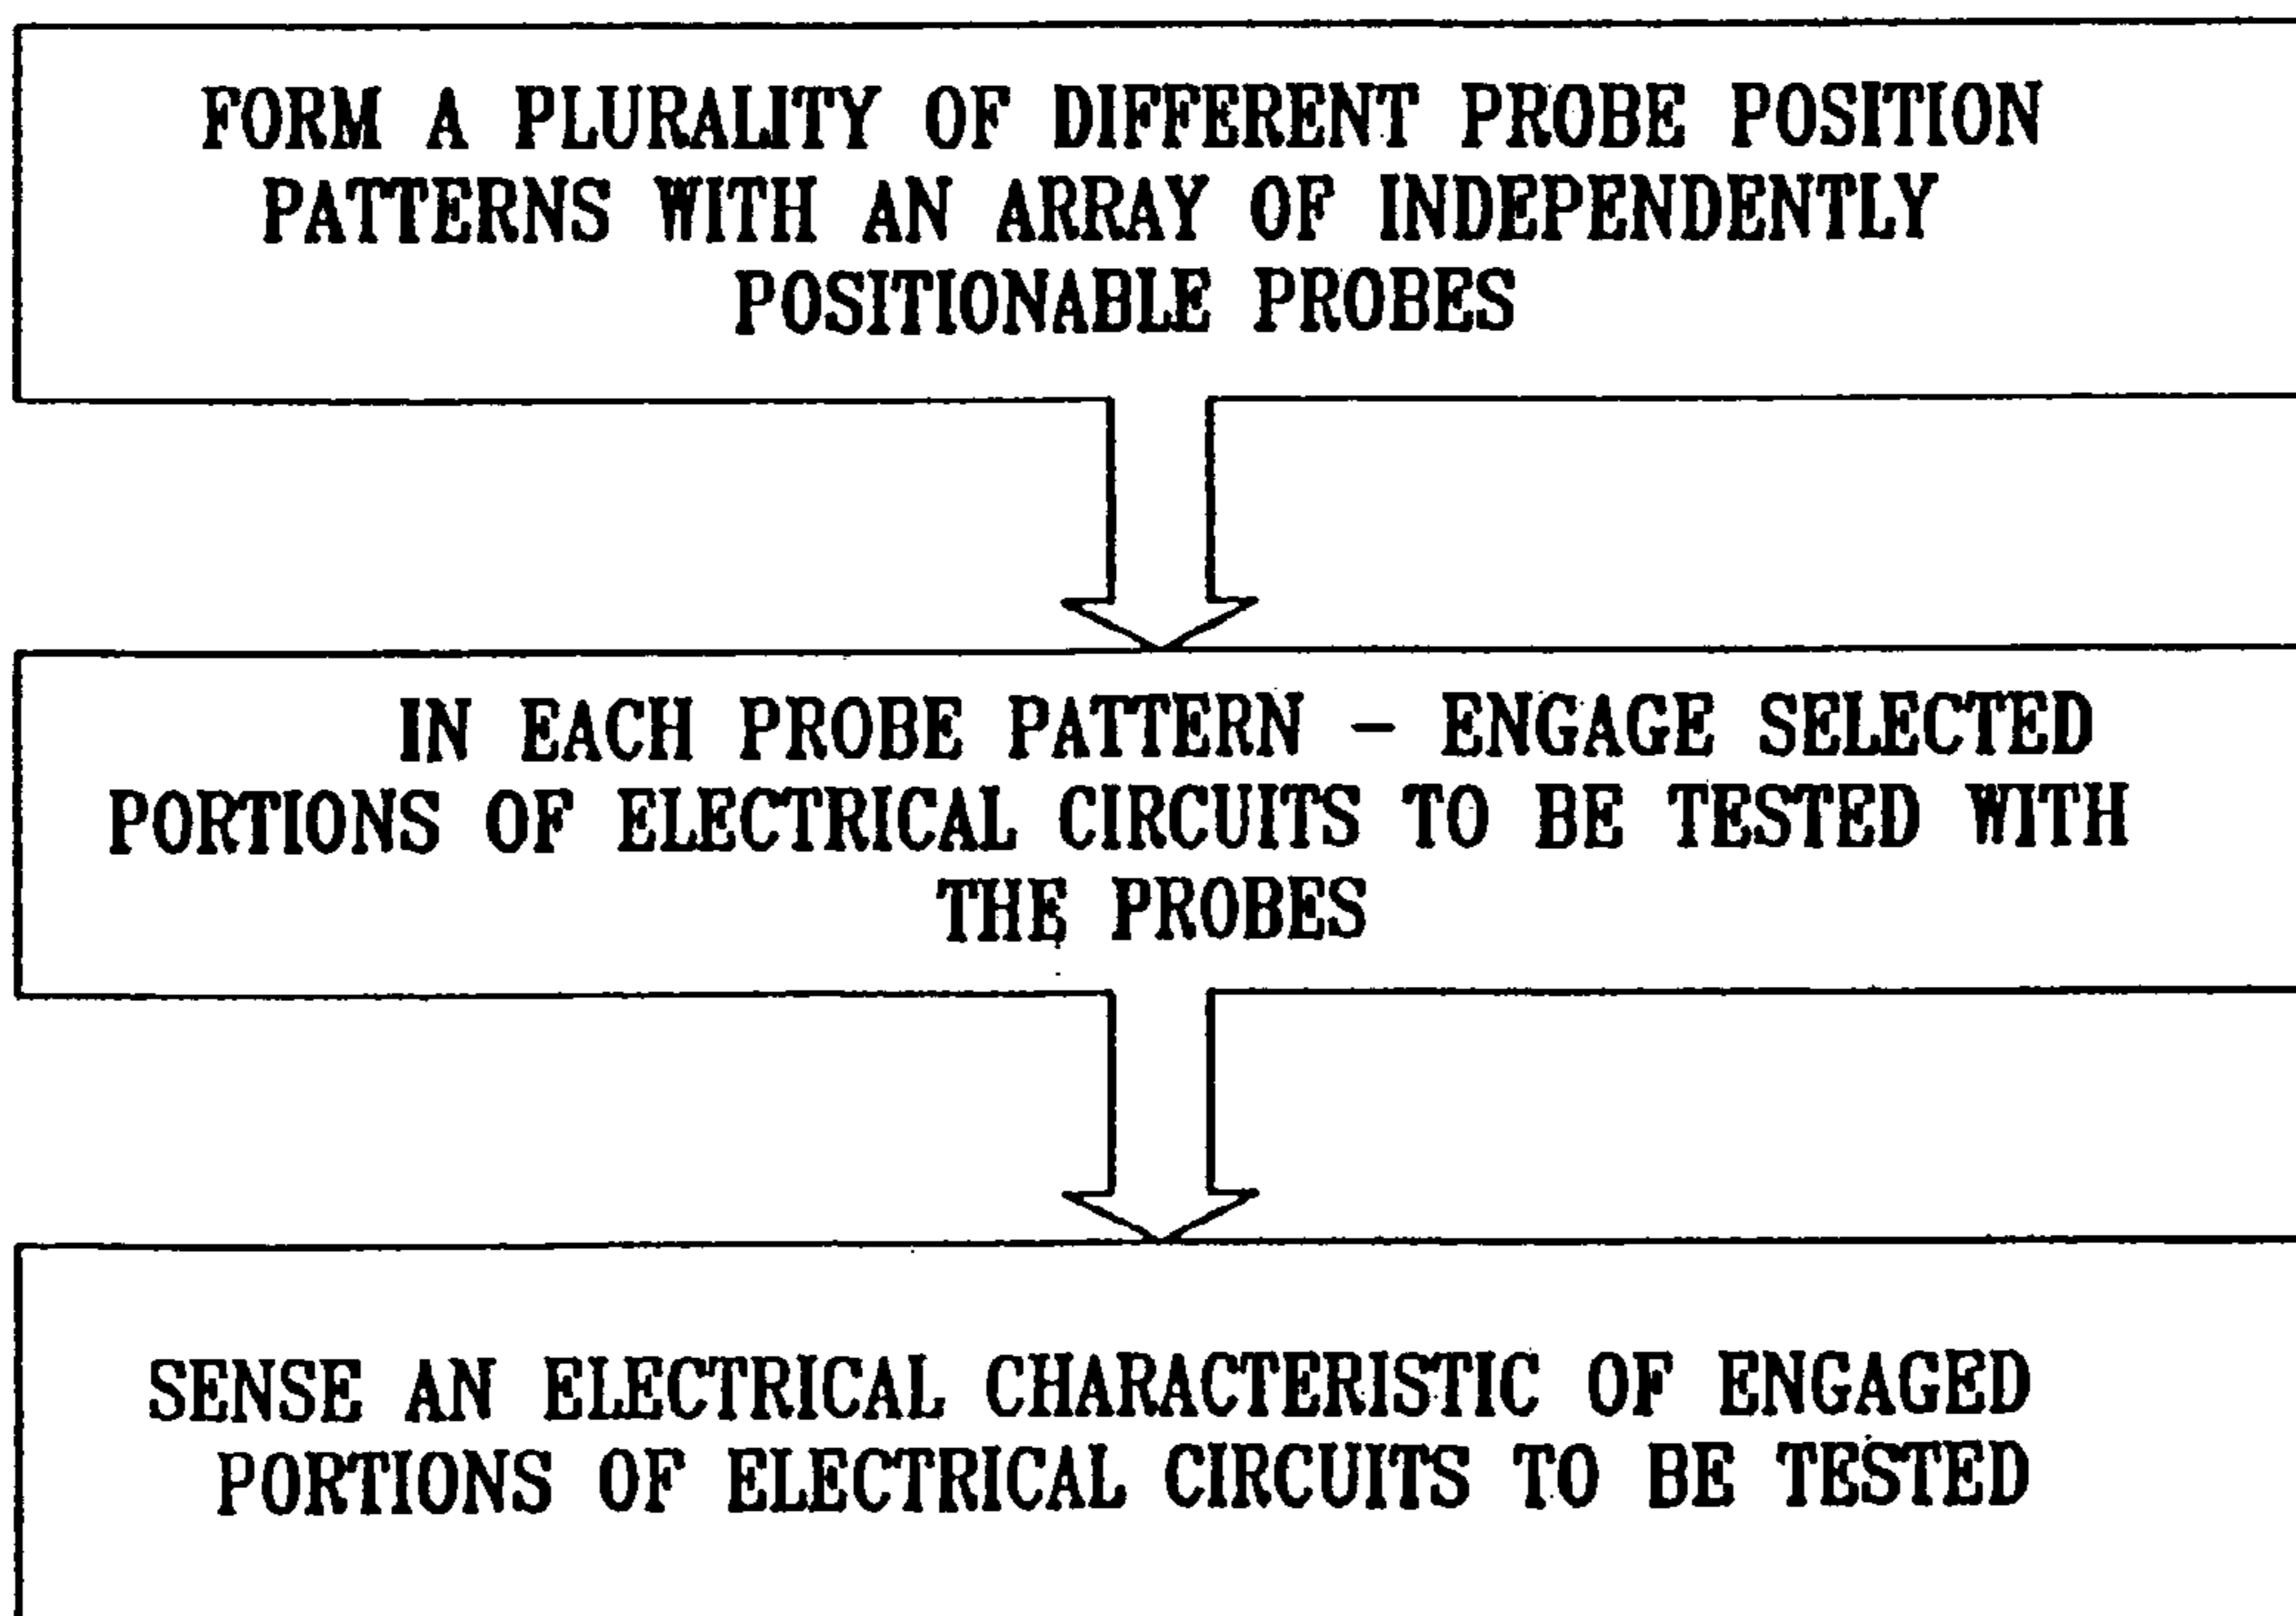 FORM A PLURALITY OF DIFFERENT PROBE POSITION
PATTERNS WITH AN ARRAY OF INDEPENDENTLY
POSITIONABLE PROBES
IN EACH PROBE PATTERN – ENGAGE SELECTED
PORTIONS OF ELECTRICAL CIRCUITS TO BE TESTED WITH
THE PROBES
SENSE AN ELECTRICAL CHARACTERISTIC OF ENGAGED
PORTIONS OF ELECTRICAL CIRCUITS TO BE TESTED